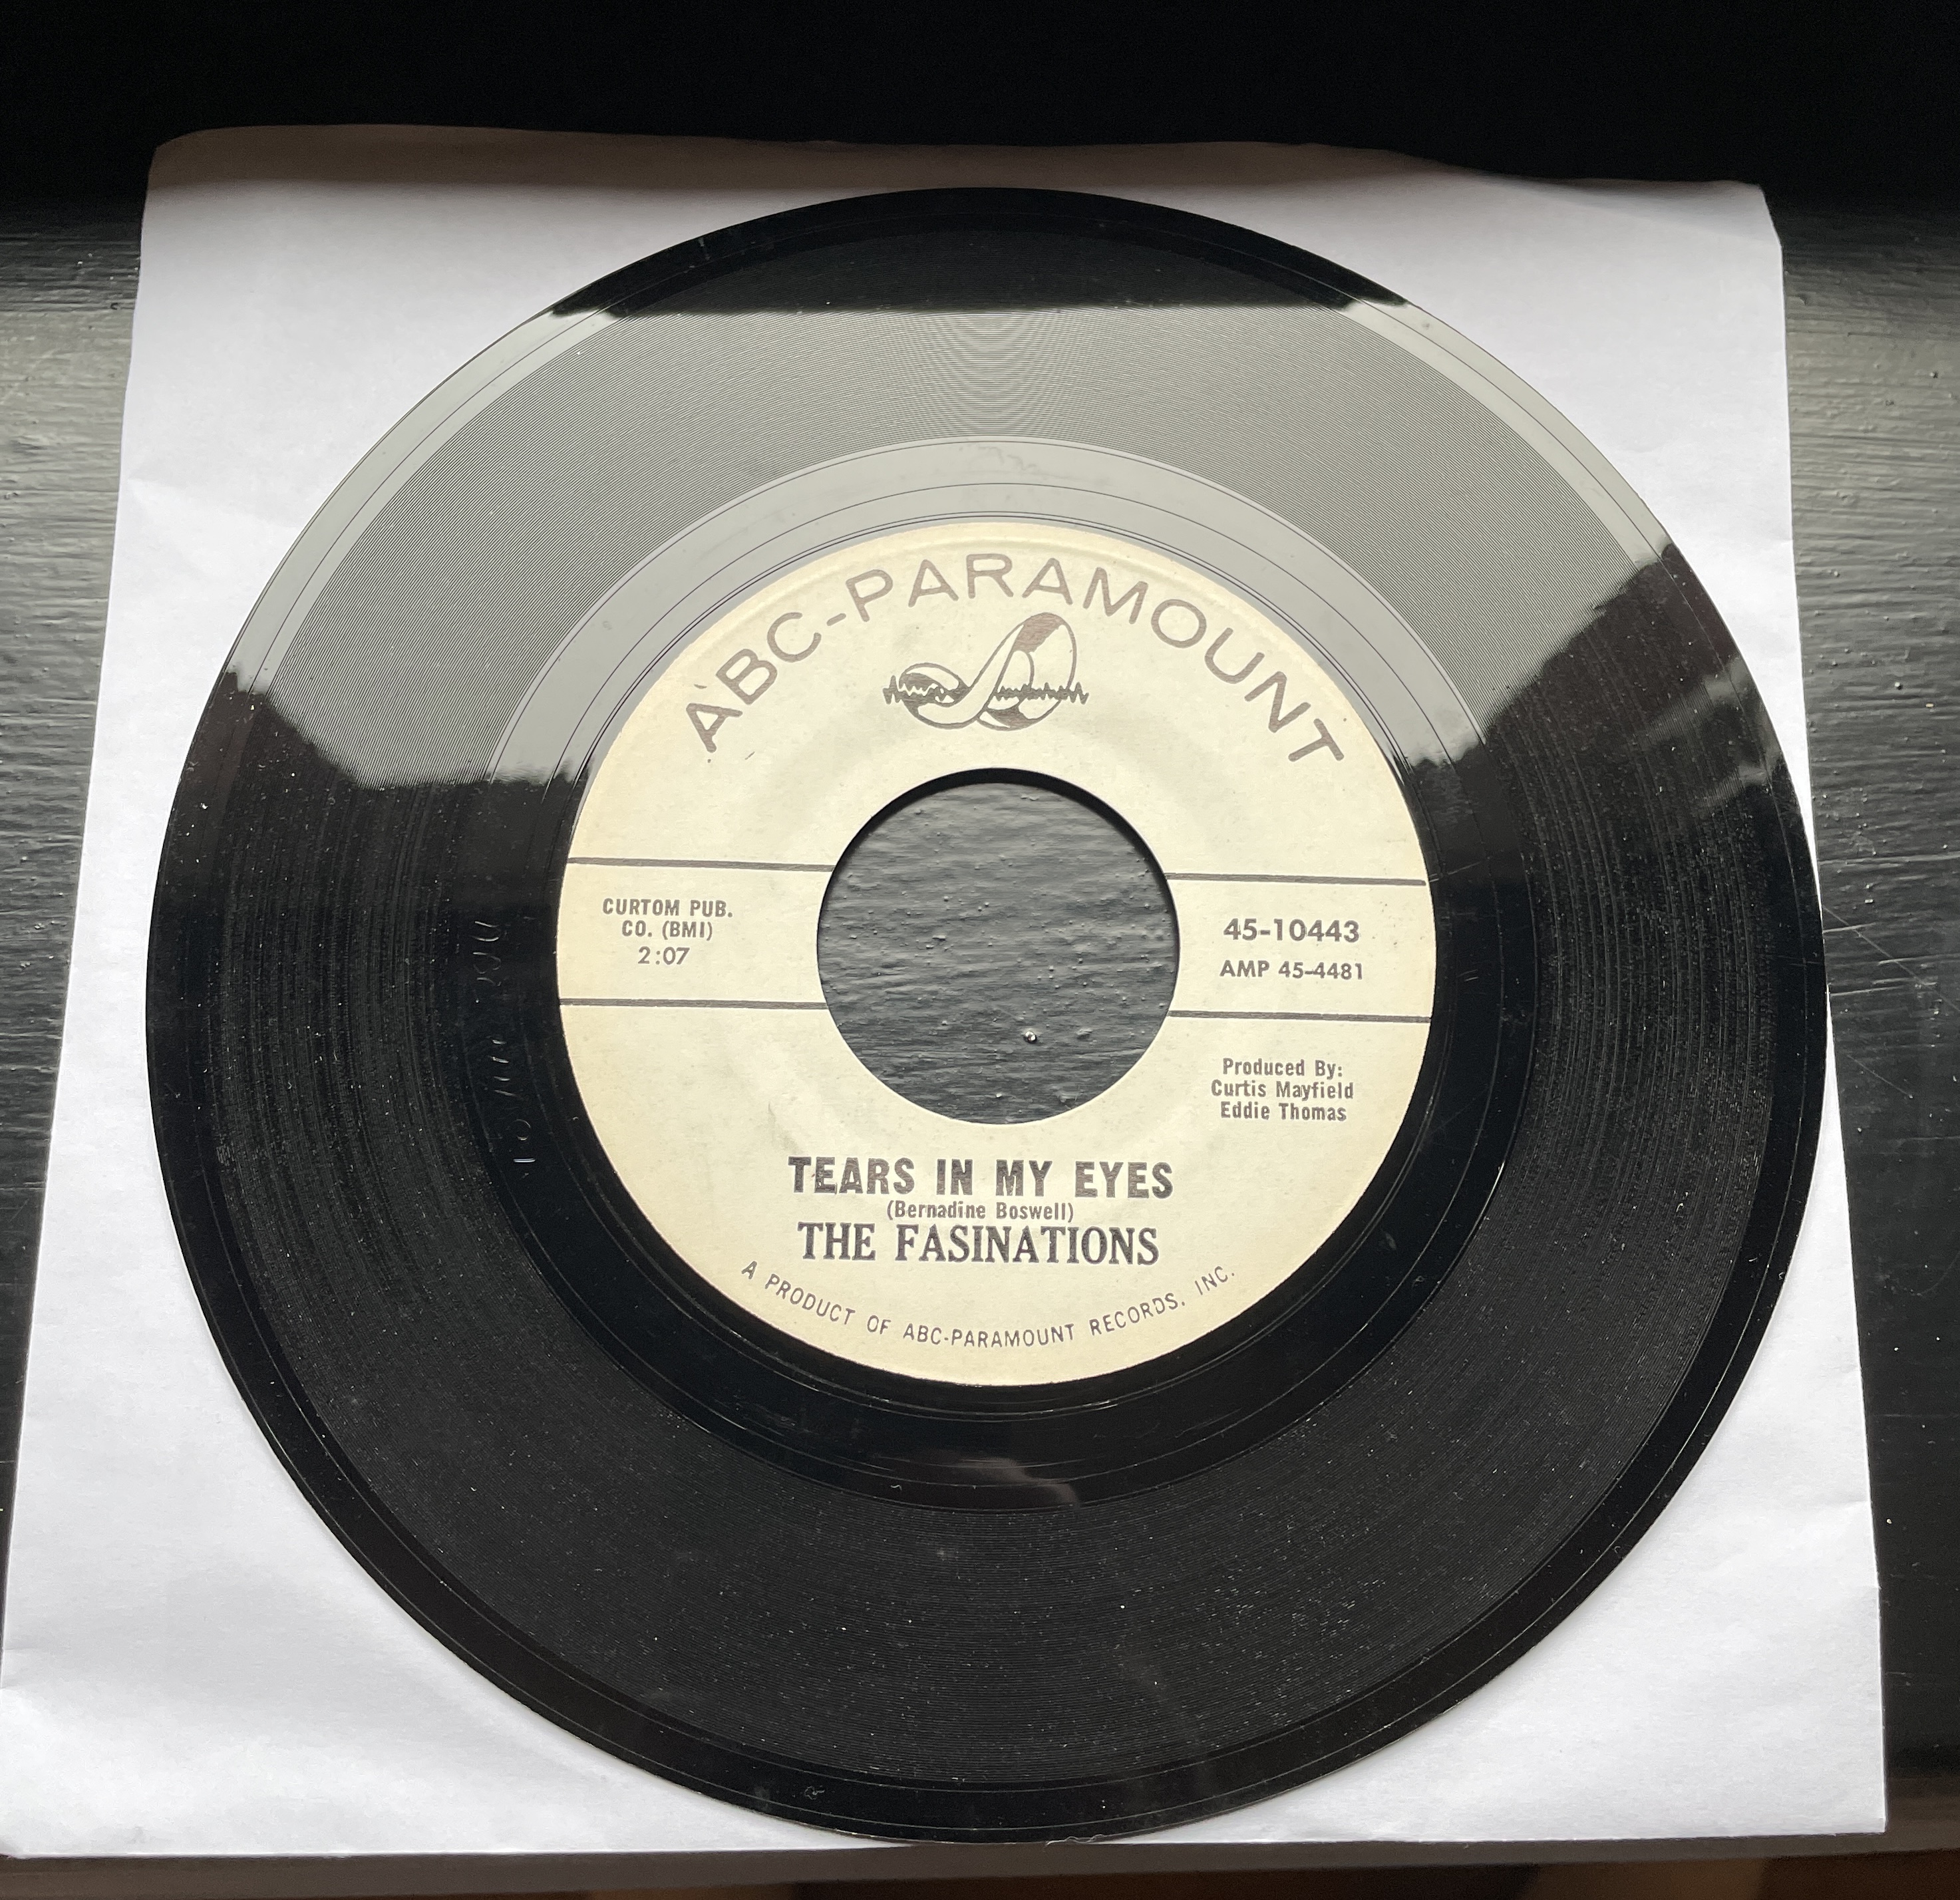 ABC-PARAMOUNT
CURTOM PUB.
CO. (BMI)
2:07
45-10443
AMP 45-4481
Produced By:
Curtis Mayfield
Eddie Thomas
TEARS IN MY EYES
(Bernadine Boswell)
THE FASINATIONS
A PRODUCT OF ABC-PARAMOUNT RECORDS, INC.